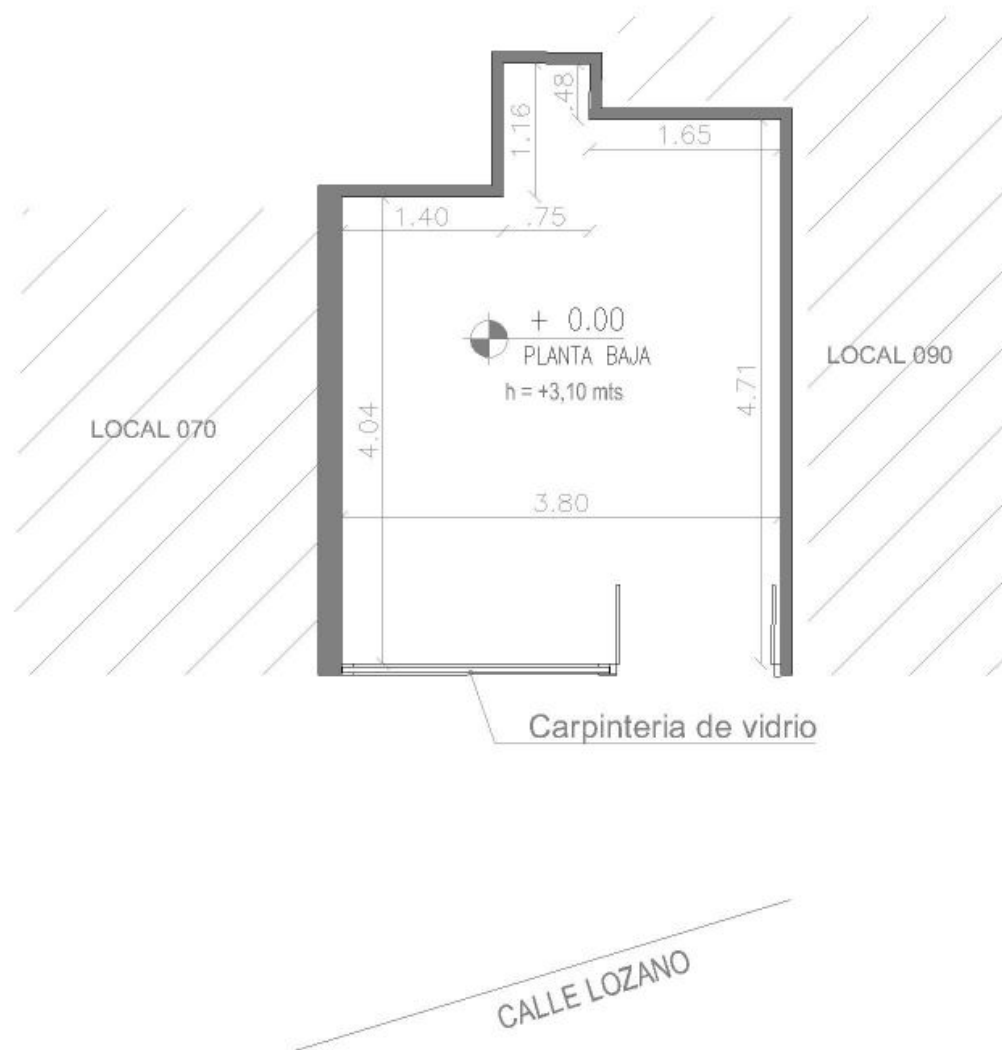 .48
1.16
1.65
1.40
.75
+ 0.00
PLANTA BAJA
h = +3,10 mts
LOCAL 090
4.71
4.04
LOCAL 070
3.80
Carpinteria de vidrio
CALLE LOZANO